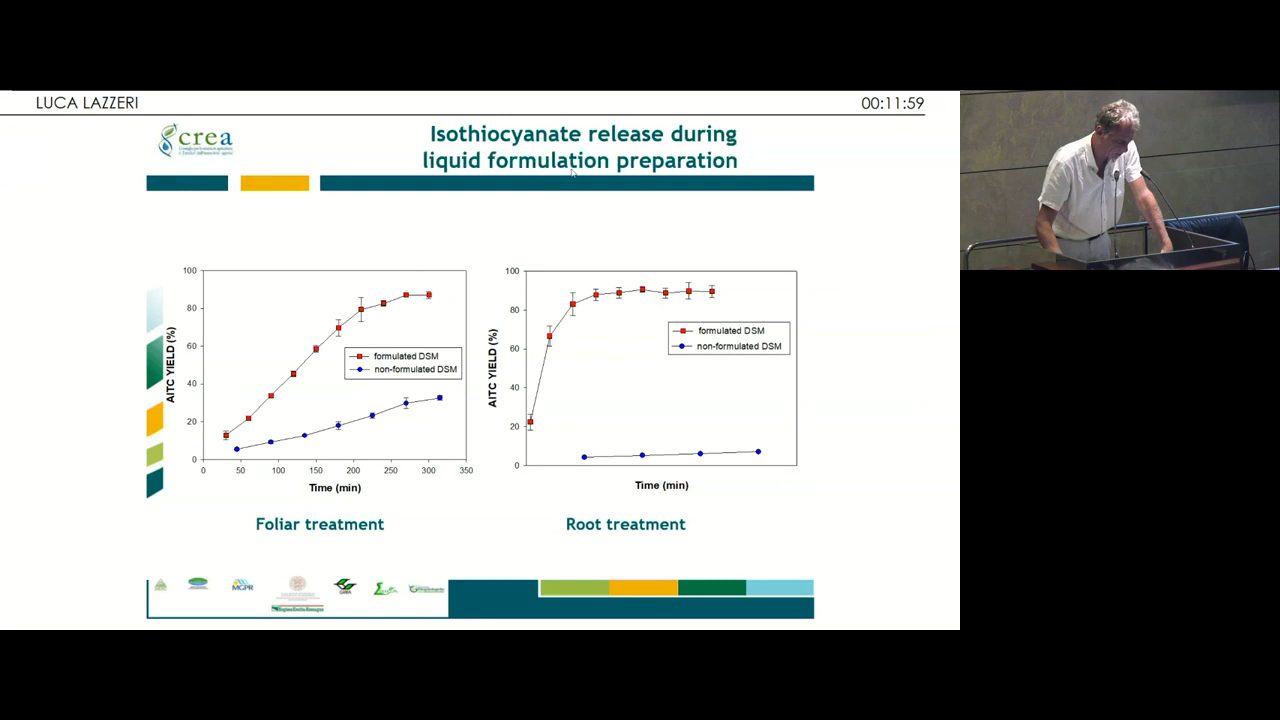 LUCA LAZZERI
00:11:59
crea
Isothiocyanate release during
liquid formulation preparation
100
80
60
40
20
0
AITC YIELD (%)
formulated DSM
non-formulated DSM
0
50
100
150
200
250
300
350
Time (min)
100
80
60
40
20
0
AITC YIELD (%)
formulated DSM
non-formulated DSM
Time (min)
Foliar treatment
Root treatment
MGPR